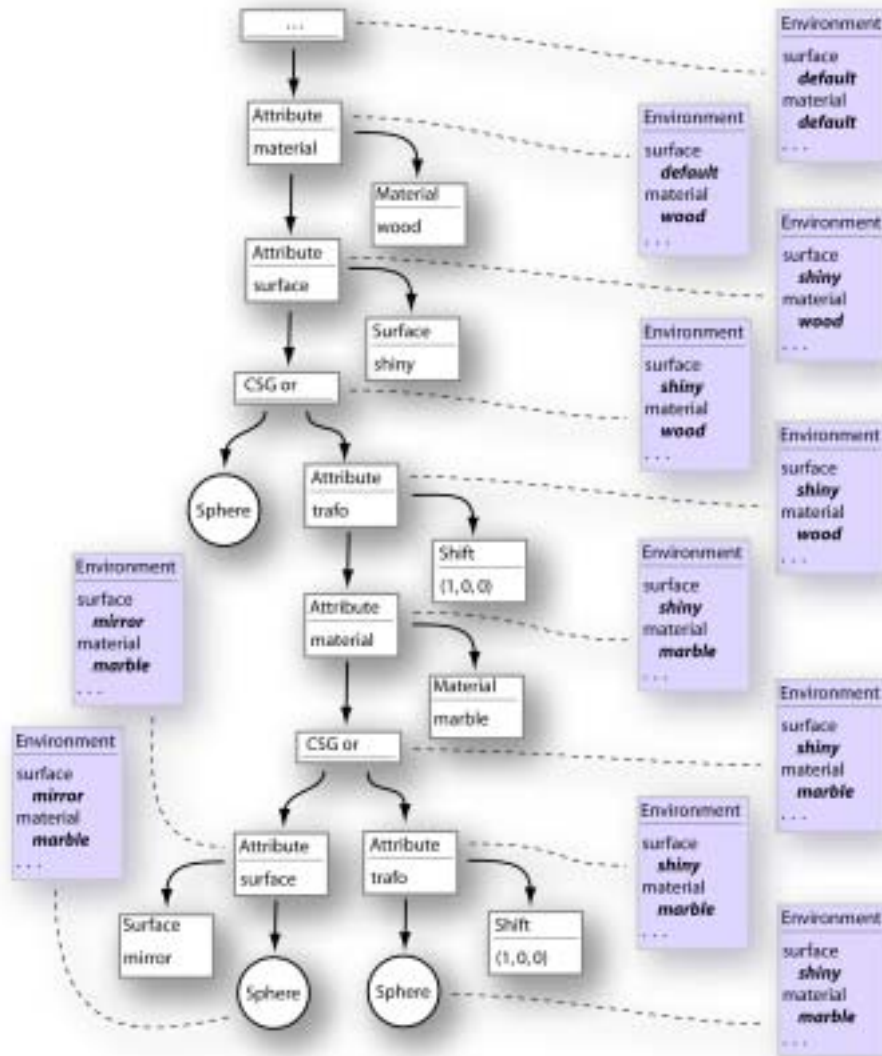 ...
Attribute
material
Material
wood
Attribute
surface
Surface
shiny
CSG or
Sphere
Attribute
trafo
Shift
(1, 0, 0)
Attribute
material
Material
marble
CSG or
Attribute
surface
Surface
mirror
Sphere
Attribute
trafo
Shift
(1, 0, 0)
Sphere
Environment
surface
default
material
default
...
Environment
surface
default
material
wood
...
Environment
surface
shiny
material
wood
...
Environment
surface
shiny
material
wood
...
Environment
surface
shiny
material
wood
...
Environment
surface
shiny
material
marble
...
Environment
surface
shiny
material
marble
...
Environment
surface
shiny
material
marble
...
Environment
surface
shiny
material
marble
...
Environment
surface
mirror
material
marble
...
Environment
surface
mirror
material
marble
...